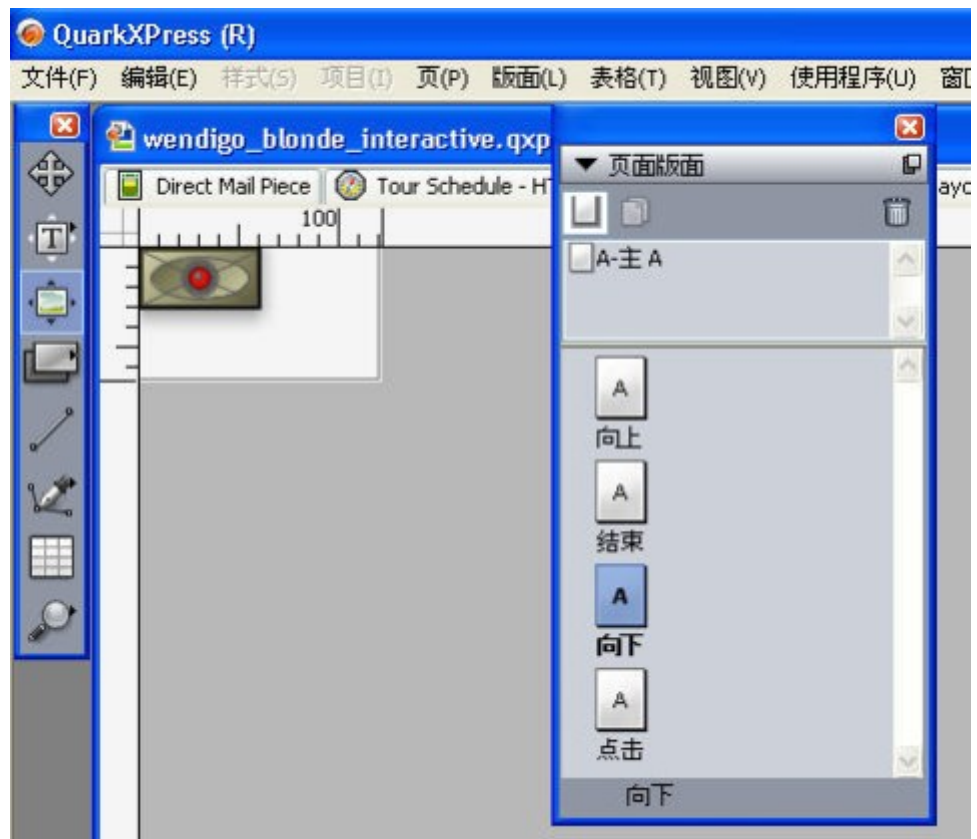 QuarkXPress (R)
文件(F) 编辑(E) 样式(S) 项目(I) 页(P) 版面(L) 表格(T) 视图(V) 使用程序(U)
wendigo_blonde_interactive.qxp
Direct Mail Piece Tour Schedule -
100
页面版面
A-主 A
A
向上
A
结束
A
向下
A
点击
向下